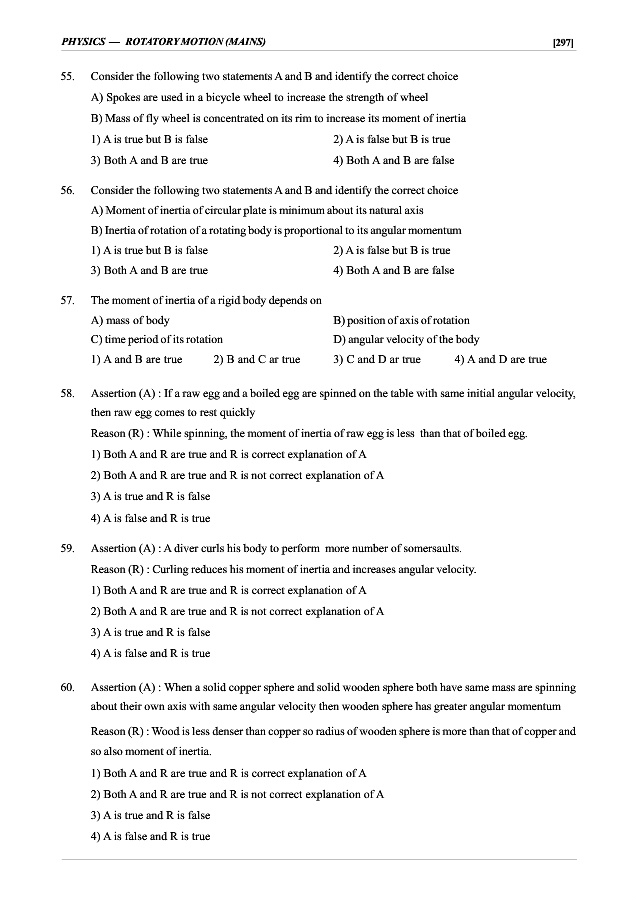 PHYSICS — ROTATORY MOTION (MAINS) [297]
55. Consider the following two statements A and B and identify the correct choice
A) Spokes are used in a bicycle wheel to increase the strength of wheel
B) Mass of fly wheel is concentrated on its rim to increase its moment of inertia
1) A is true but B is false 2) A is false but B is true
3) Both A and B are true 4) Both A and B are false
56. Consider the following two statements A and B and identify the correct choice
A) Moment of inertia of circular plate is minimum about its natural axis
B) Inertia of rotation of a rotating body is proportional to its angular momentum
1) A is true but B is false 2) A is false but B is true
3) Both A and B are true 4) Both A and B are false
57. The moment of inertia of a rigid body depends on
A) mass of body B) position of axis of rotation
C) time period of its rotation D) angular velocity of the body
1) A and B are true 2) B and C ar true 3) C and D ar true 4) A and D are true
58. Assertion (A) : If a raw egg and a boiled egg are spinned on the table with same initial angular velocity,
then raw egg comes to rest quickly
Reason (R) : While spinning, the moment of inertia of raw egg is less than that of boiled egg.
1) Both A and R are true and R is correct explanation of A
2) Both A and R are true and R is not correct explanation of A
3) A is true and R is false
4) A is false and R is true
59. Assertion (A) : A diver curls his body to perform more number of somersaults.
Reason (R) : Curling reduces his moment of inertia and increases angular velocity.
1) Both A and R are true and R is correct explanation of A
2) Both A and R are true and R is not correct explanation of A
3) A is true and R is false
4) A is false and R is true
60. Assertion (A) : When a solid copper sphere and solid wooden sphere both have same mass are spinning
about their own axis with same angular velocity then wooden sphere has greater angular momentum
Reason (R) : Wood is less denser than copper so radius of wooden sphere is more than that of copper and
so also moment of inertia.
1) Both A and R are true and R is correct explanation of A
2) Both A and R are true and R is not correct explanation of A
3) A is true and R is false
4) A is false and R is true